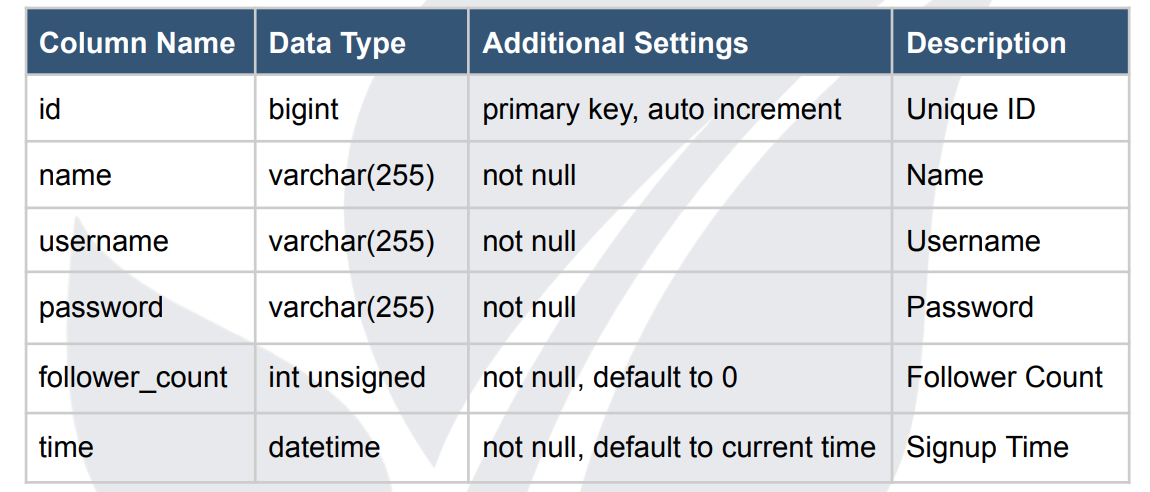 Column Name Data Type Additional Settings Description
id bigint primary key, auto increment Unique ID
name varchar(255) not null Name
username varchar(255) not null Username
password varchar(255) not null Password
follower_count int unsigned not null, default to 0 Follower Count
time datetime not null, default to current time Signup Time